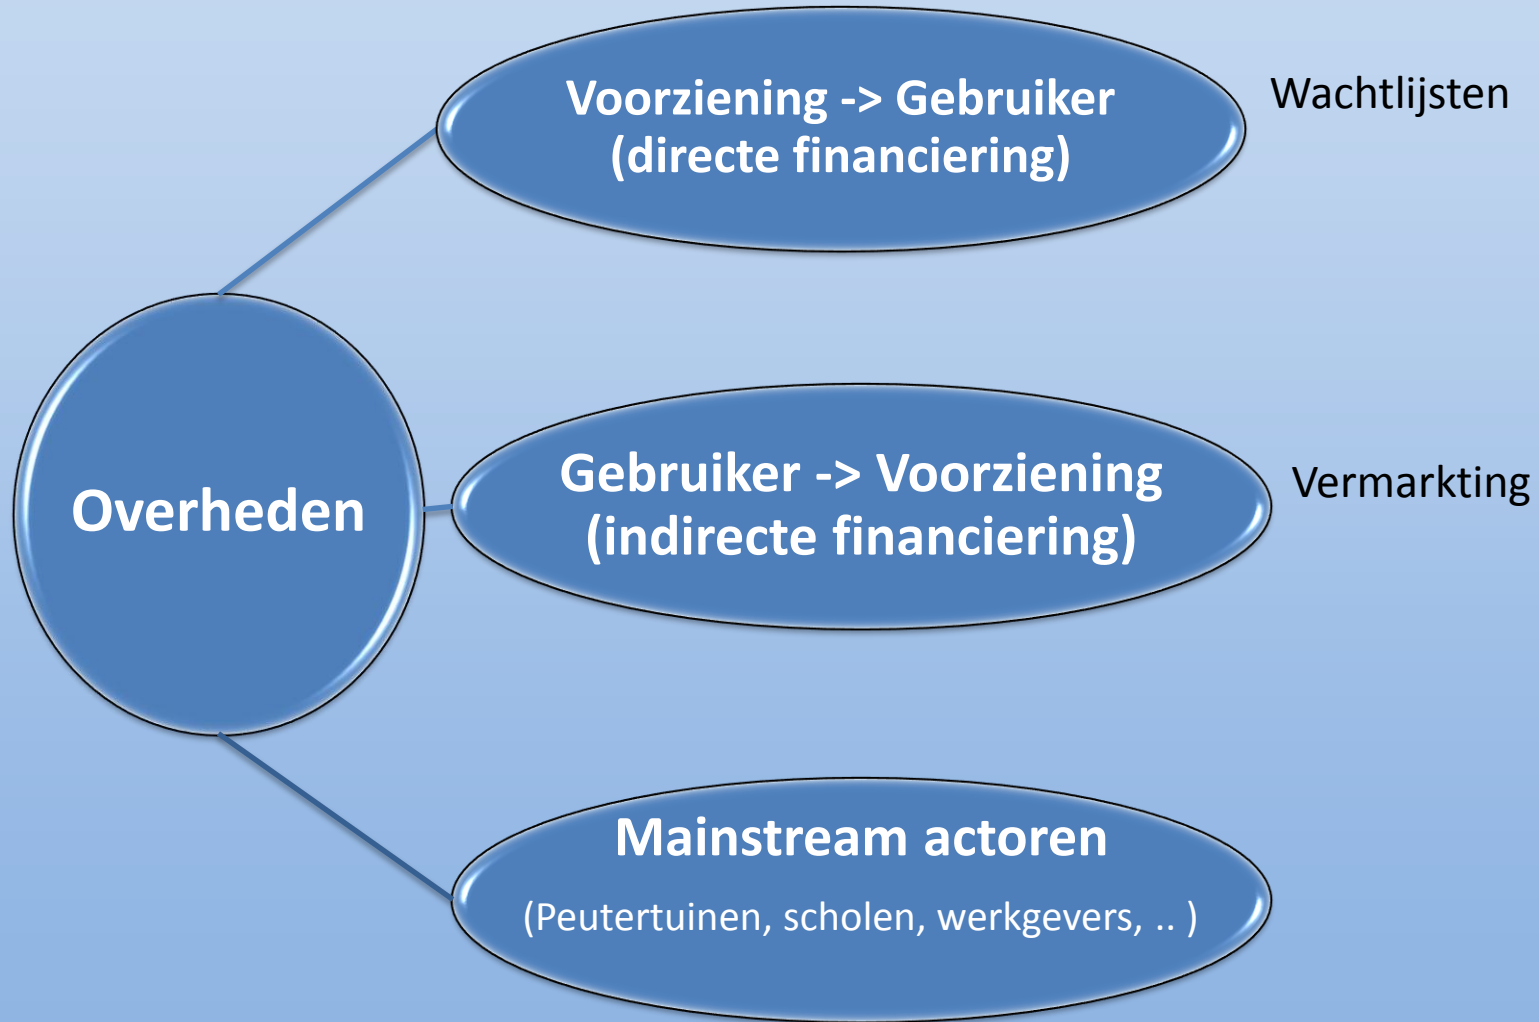 Voorziening -> Gebruiker
(directe financiering)
Wachtlijsten
Overheden
Gebruiker -> Voorziening
(indirecte financiering)
Vermarkting
Mainstream actoren
(Peutertuinen, scholen, werkgevers, .. )